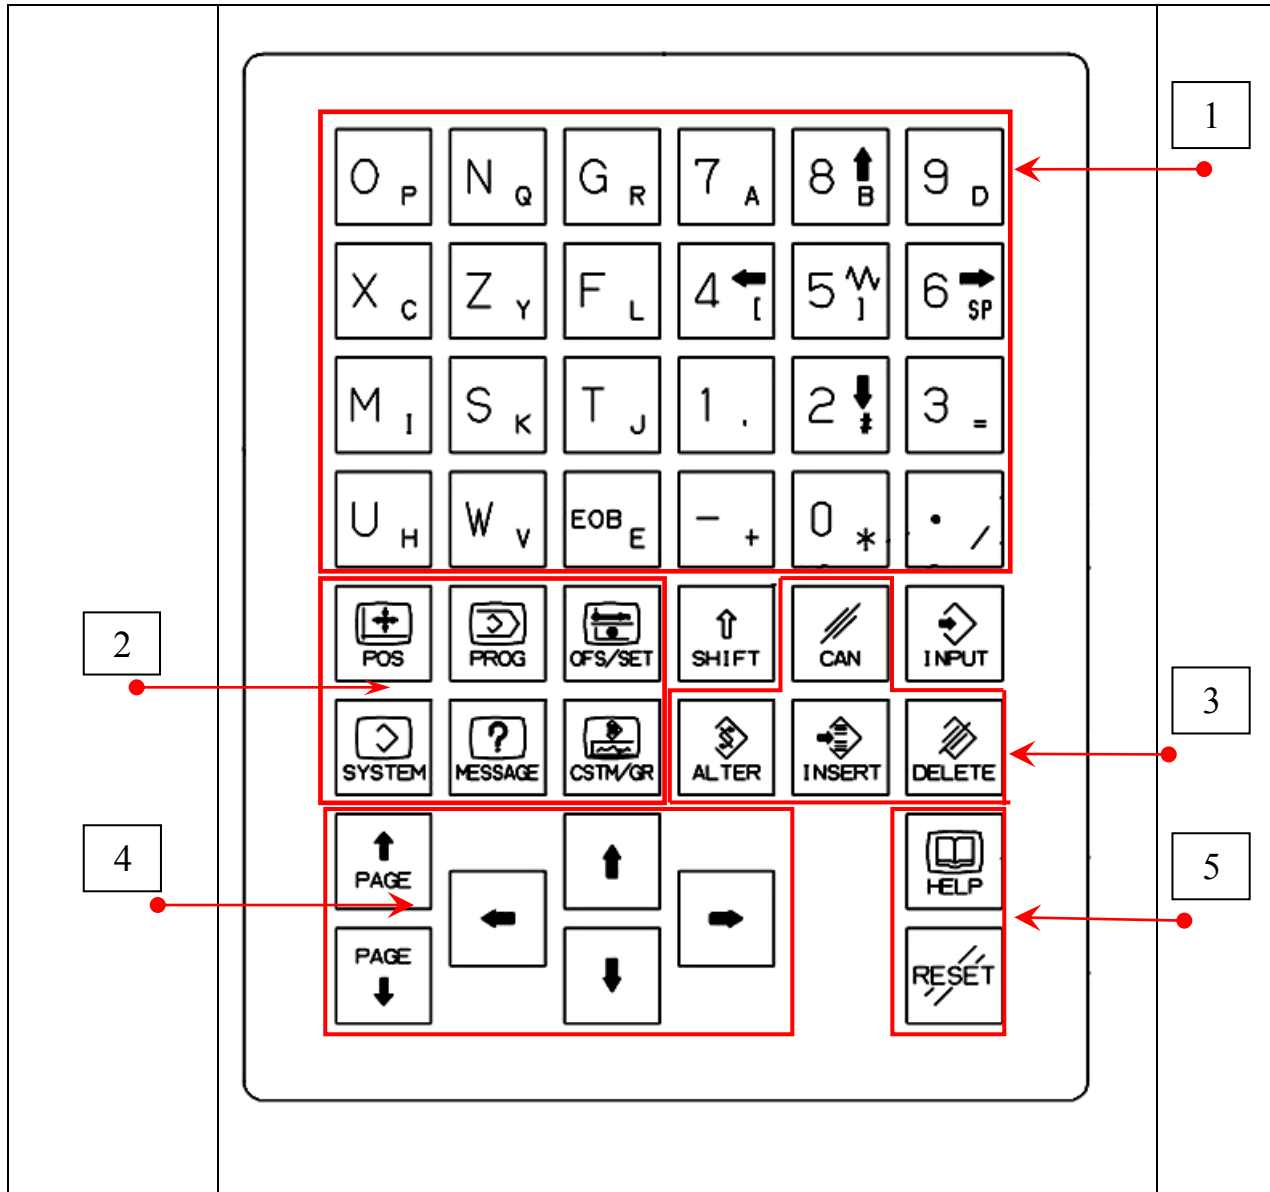 1
O P N Q G R 7 A 8 B 9 D
X C Z Y F L 4 [ 5 ] 6 SP
M I S K T J 1 , 2 # 3 =
U H W V EOB E - + 0 * . /
2
POS PROG OFS/SET SHIFT CAN INPUT
3
SYSTEM MESSAGE CSTM/GR ALTER INSERT DELETE
4
PAGE HELP
5
PAGE RESET